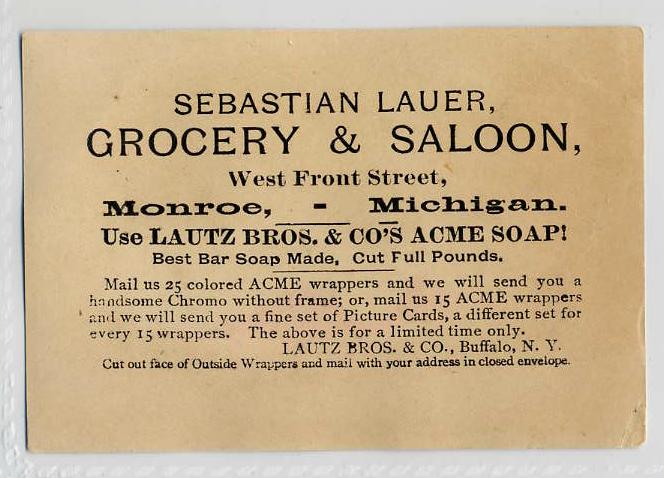 SEBASTIAN LAUER,
GROCERY & SALOON,
West Front Street,
Monroe, - Michigan.
Use LAUTZ BROS. & CO'S ACME SOAP!
Best Bar Soap Made, Cut Full Pounds.
Mail us 25 colored ACME wrappers and we will send you a
handsome Chromo without frame; or, mail us 15 ACME wrappers
and we will send you a fine set of Picture Cards, a different set for
every 15 wrappers. The above is for a limited time only.
LAUTZ BROS. & CO., Buffalo, N. Y.
Cut out face of Outside Wrappers and mail with your address in closed envelope.